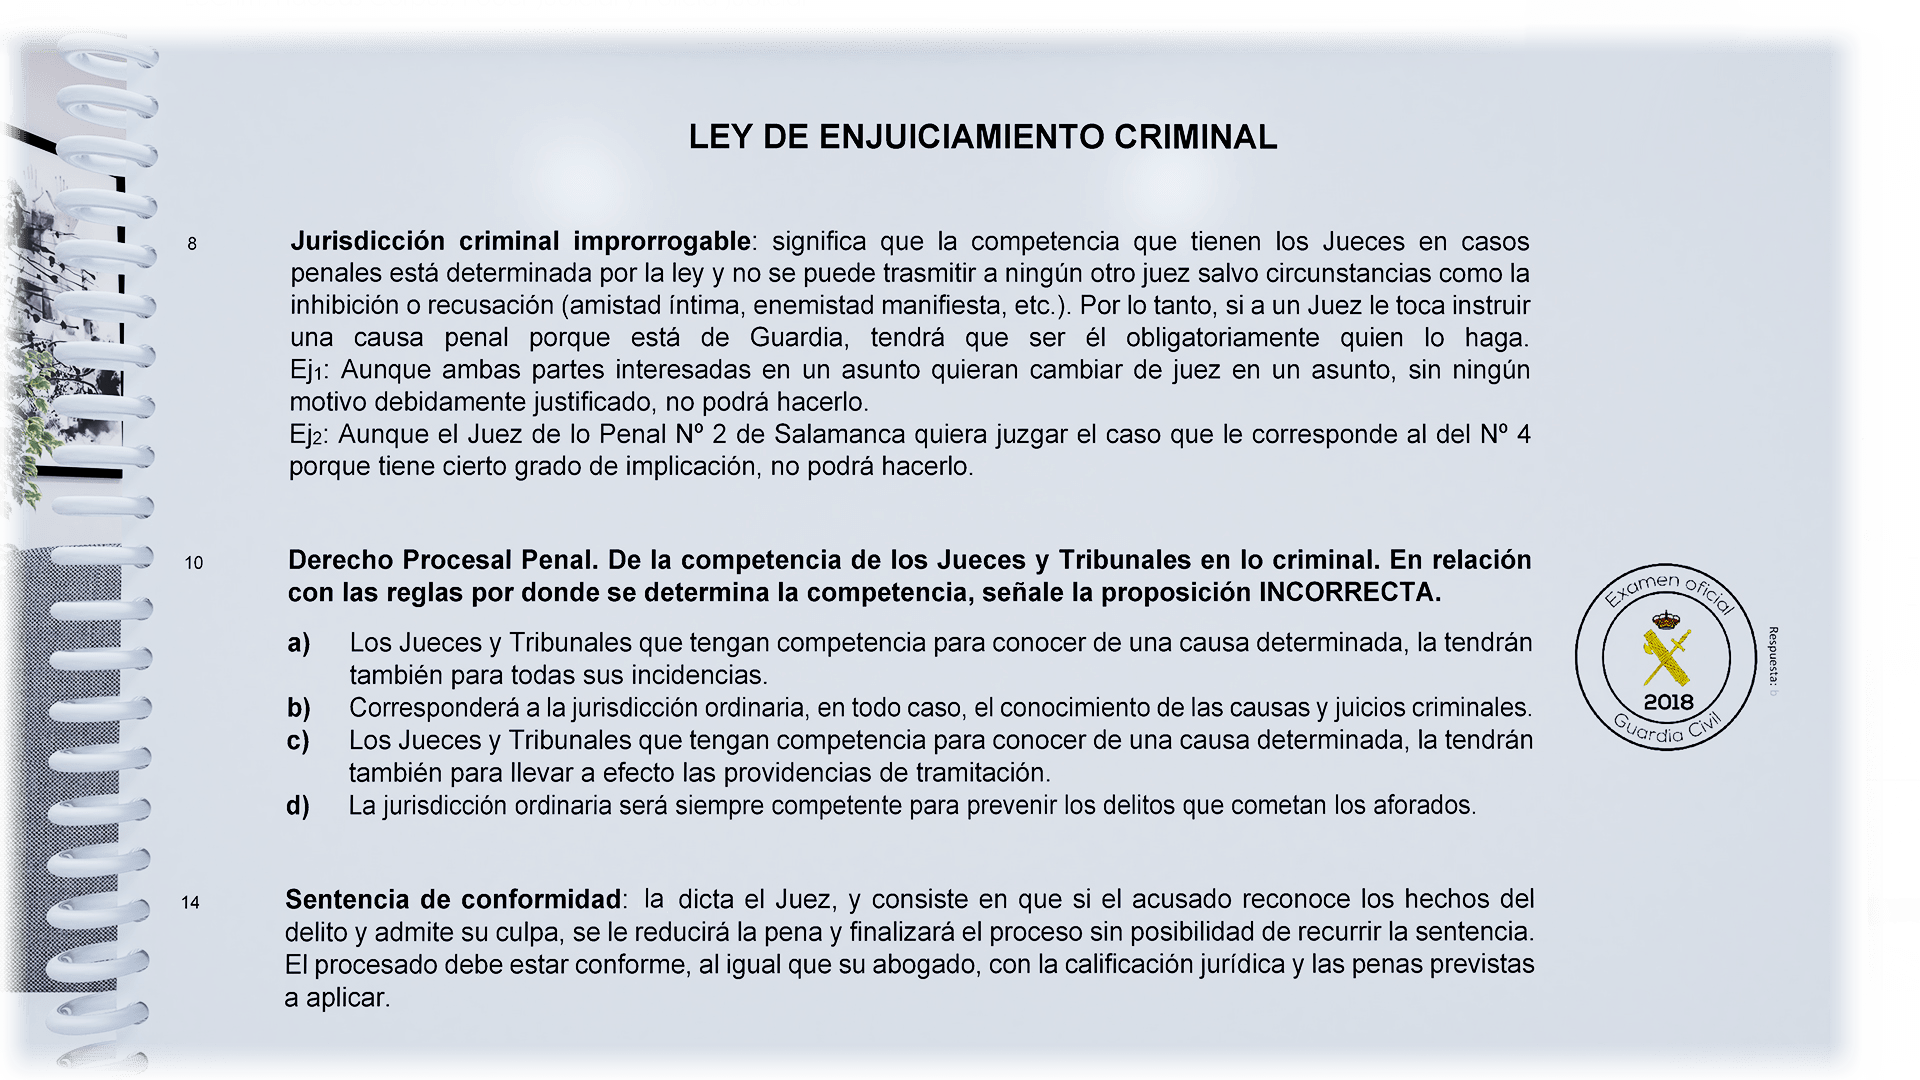 LEY DE ENJUICIAMIENTO CRIMINAL
8
Jurisdicción criminal improrrogable: significa que la competencia que tienen los Jueces en casos
penales está determinada por la ley y no se puede trasmitir a ningún otro juez salvo circunstancias como la
inhibición o recusación (amistad íntima, enemistad manifiesta, etc.). Por lo tanto, si a un Juez le toca instruir
una causa penal porque está de Guardia, tendrá que ser él obligatoriamente quien lo haga.
Ej1: Aunque ambas partes interesadas en un asunto quieran cambiar de juez en un asunto, sin ningún
motivo debidamente justificado, no podrá hacerlo.
Ej2: Aunque el Juez de lo Penal Nº 2 de Salamanca quiera juzgar el caso que le corresponde al del Nº 4
porque tiene cierto grado de implicación, no podrá hacerlo.
10
Derecho Procesal Penal. De la competencia de los Jueces y Tribunales en lo criminal. En relación
con las reglas por donde se determina la competencia, señale la proposición INCORRECTA.
a) Los Jueces y Tribunales que tengan competencia para conocer de una causa determinada, la tendrán
también para todas sus incidencias.
b) Corresponderá a la jurisdicción ordinaria, en todo caso, el conocimiento de las causas y juicios criminales.
c) Los Jueces y Tribunales que tengan competencia para conocer de una causa determinada, la tendrán
también para llevar a efecto las providencias de tramitación.
d) La jurisdicción ordinaria será siempre competente para prevenir los delitos que cometan los aforados.
Examen oficial
2018
Guardia Civil
Respuesta: b
14
Sentencia de conformidad: la dicta el Juez, y consiste en que si el acusado reconoce los hechos del
delito y admite su culpa, se le reducirá la pena y finalizará el proceso sin posibilidad de recurrir la sentencia.
El procesado debe estar conforme, al igual que su abogado, con la calificación jurídica y las penas previstas
a aplicar.